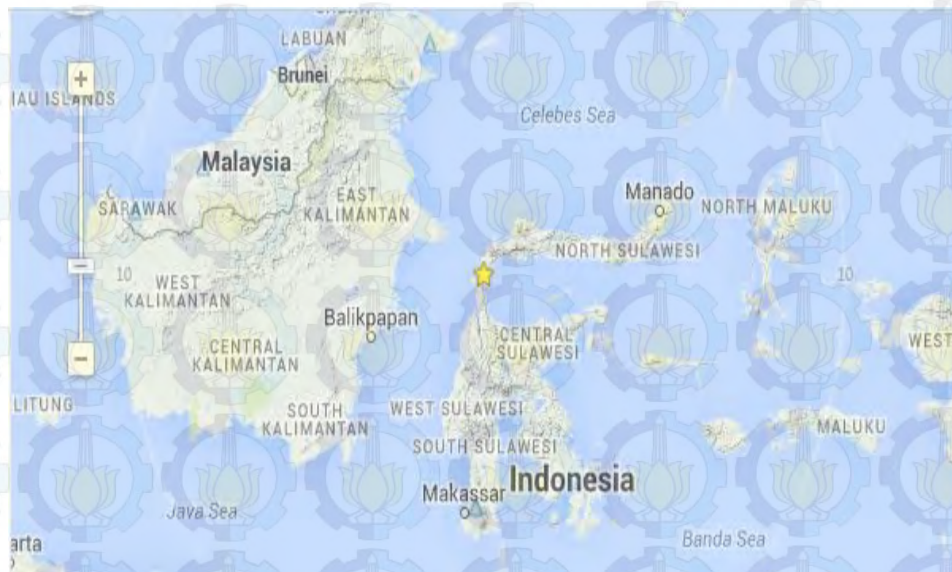 LABUAN
Brunei
IAU ISLANDS
Celebes Sea
Malaysia
EAST
KALIMANTAN
Manado
SARAWAK
NORTH MALUKU
NORTH SULAWESI
10
10
WEST
KALIMANTAN
Balikpapan
CENTRAL
KALIMANTAN
CENTRAL
SULAWESI
WEST
LITUNG
SOUTH
KALIMANTAN
WEST SULAWESI
MALUKU
SOUTH SULAWESI
Indonesia
Makassar
Java Sea
Banda Sea
arta